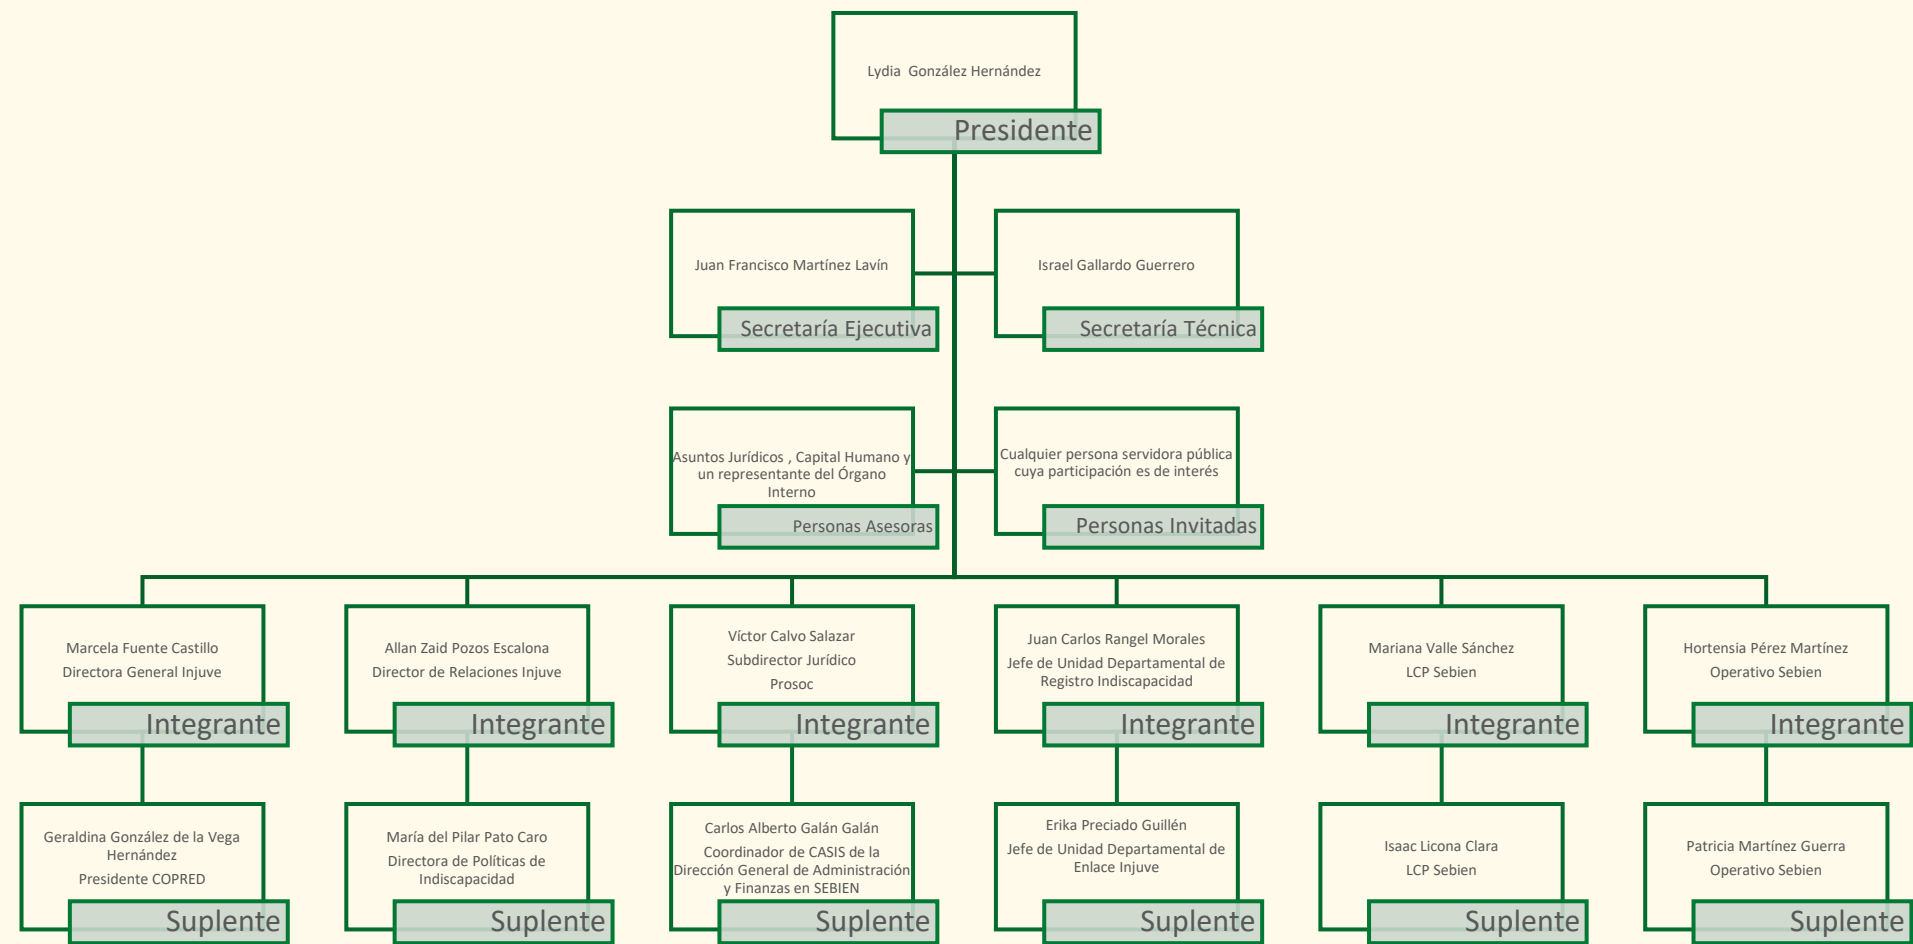 Lydia  González Hernández
Presidente
Juan Francisco Martínez Lavín
Secretaría Ejecutiva
Israel Gallardo Guerrero
Secretaría Técnica
Asuntos Jurídicos , Capital Humano y
un representante del Órgano
Interno
Personas Asesoras
Cualquier persona servidora pública
cuya participación es de interés
Personas Invitadas
Marcela Fuente Castillo
Directora General Injuve
Integrante
Allan Zaid Pozos Escalona
Director de Relaciones Injuve
Integrante
Víctor Calvo Salazar
Subdirector Jurídico
Prosoc
Integrante
Juan Carlos Rangel Morales
Jefe de Unidad Departamental de
Registro Indiscapacidad
Integrante
Mariana Valle Sánchez
LCP Sebien
Integrante
Hortensia Pérez Martínez
Operativo Sebien
Integrante
Geraldina González de la Vega
Hernández
Presidente COPRED
Suplente
María del Pilar Pato Caro
Directora de Políticas de
Indiscapacidad
Suplente
Carlos Alberto Galán Galán
Coordinador de CASIS de la
Dirección General de Administración
y Finanzas en SEBIEN
Suplente
Erika Preciado Guillén
Jefe de Unidad Departamental de
Enlace Injuve
Suplente
Isaac Licona Clara
LCP Sebien
Suplente
Patricia Martínez Guerra
Operativo Sebien
Suplente